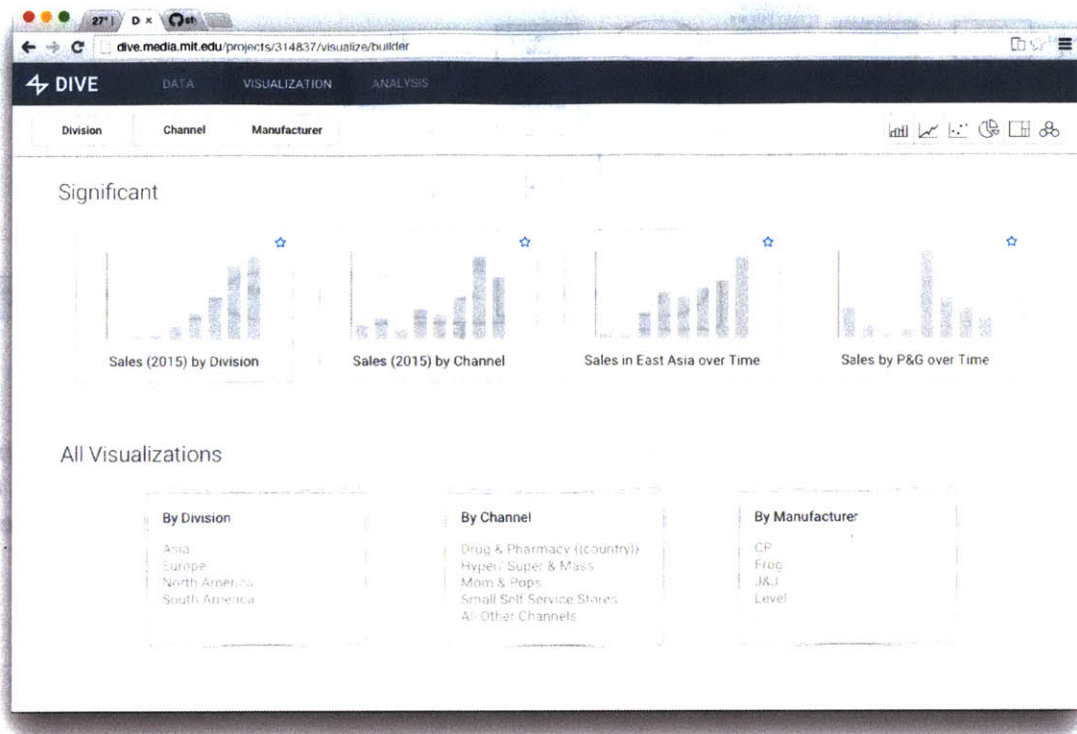 27° |
D ×
dive.media.mit.edu/projects/314837/visualize/builder
DIVE DATA VISUALIZATION ANALYSIS
Division Channel Manufacturer
Significant
Sales (2015) by Division
Sales (2015) by Channel
Sales in East Asia over Time
Sales by P&G over Time
All Visualizations
By Division
Asia
Europe
North America
South America
By Channel
Drug & Pharmacy {{country}}
Hyper/ Super & Mass
Mom & Pops
Small Self Service Stores
All Other Channels
By Manufacturer
CP
Frog
J&J
Level